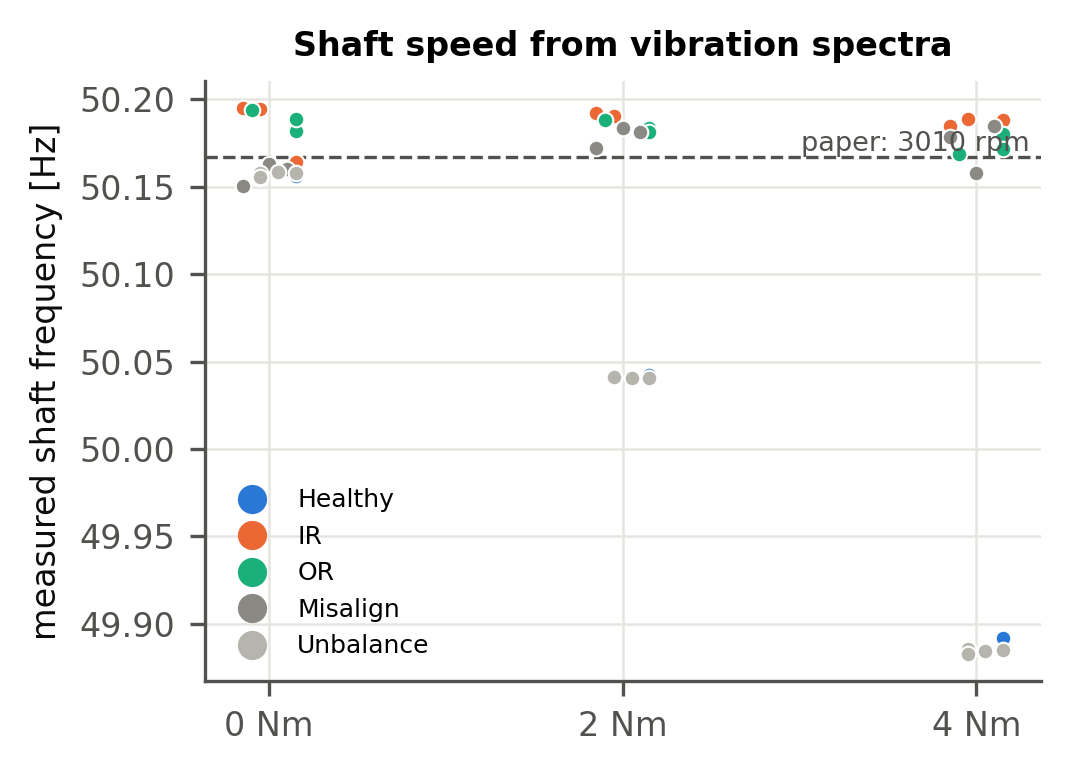 Shaft speed from vibration spectra
measured shaft frequency [Hz]
50.20
50.15
50.10
50.05
50.00
49.95
49.90
paper: 3010 rpm
Healthy
IR
OR
Misalign
Unbalance
0 Nm
2 Nm
4 Nm